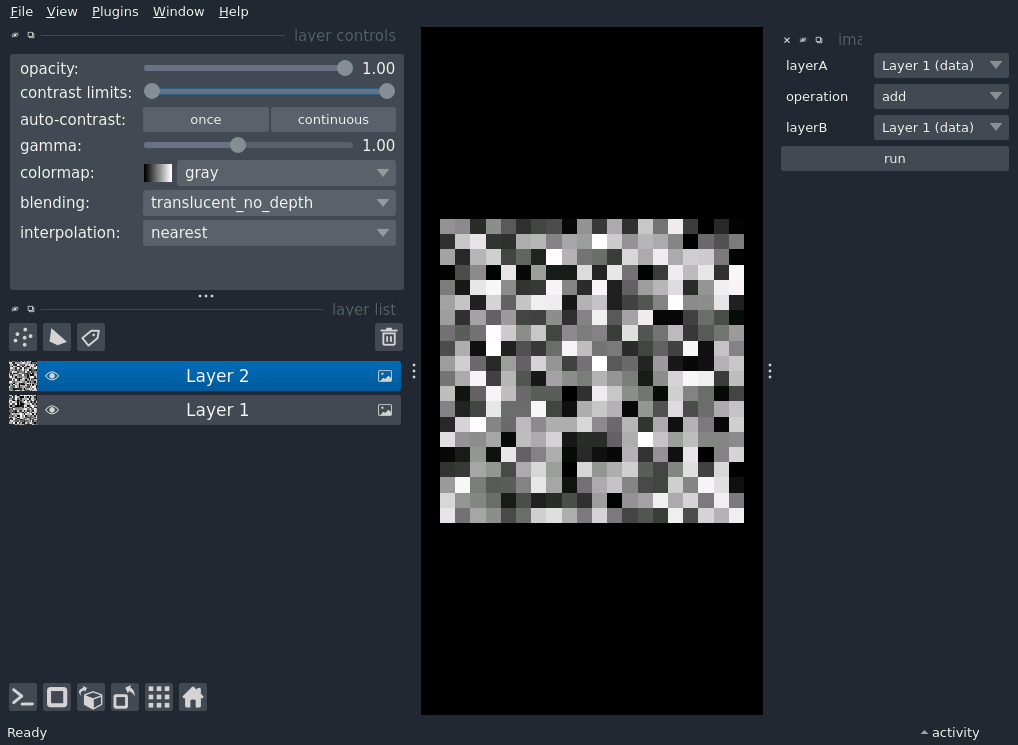 File View Plugins Window Help
layer controls
opacity: 1.00
contrast limits:
auto-contrast: once continuous
gamma: 1.00
colormap: gray
blending: translucent_no_depth
interpolation: nearest
layer list
Layer 2
Layer 1
ima
layerA Layer 1 (data)
operation add
layerB Layer 1 (data)
run
Ready
activity